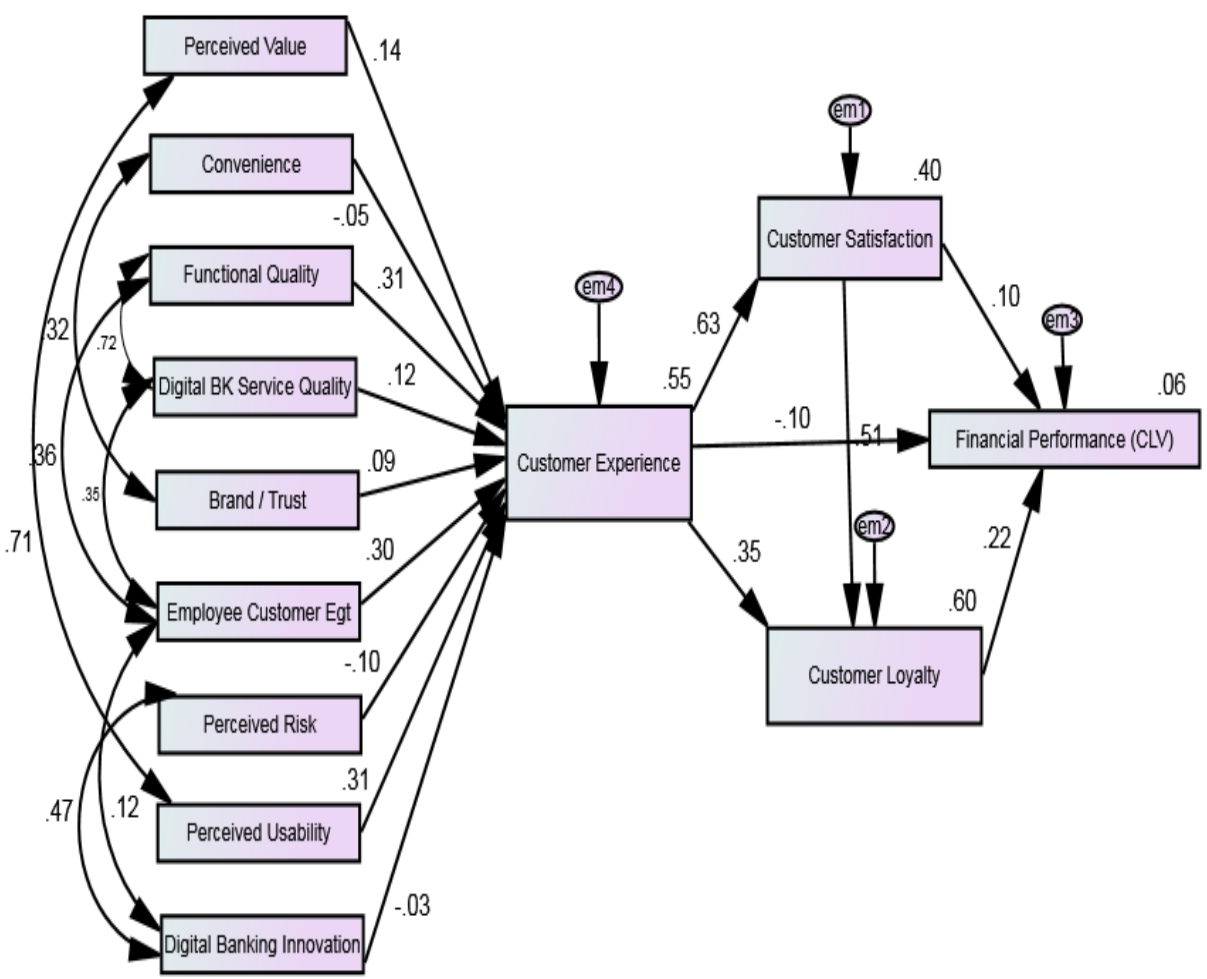 Perceived Value
.14
Convenience
-.05
Functional Quality
.31
.32
.72
Digital BK Service Quality
.12
.36
.35
Brand / Trust
.09
.71
Employee Customer Egt
.30
-.10
Perceived Risk
.31
.47
.12
Perceived Usability
-.03
Digital Banking Innovation
em4
.55
Customer Experience
em1
.40
Customer Satisfaction
.63
-.10
.51
.10
em3
.06
Financial Performance (CLV)
em2
.35
.22
.60
Customer Loyalty